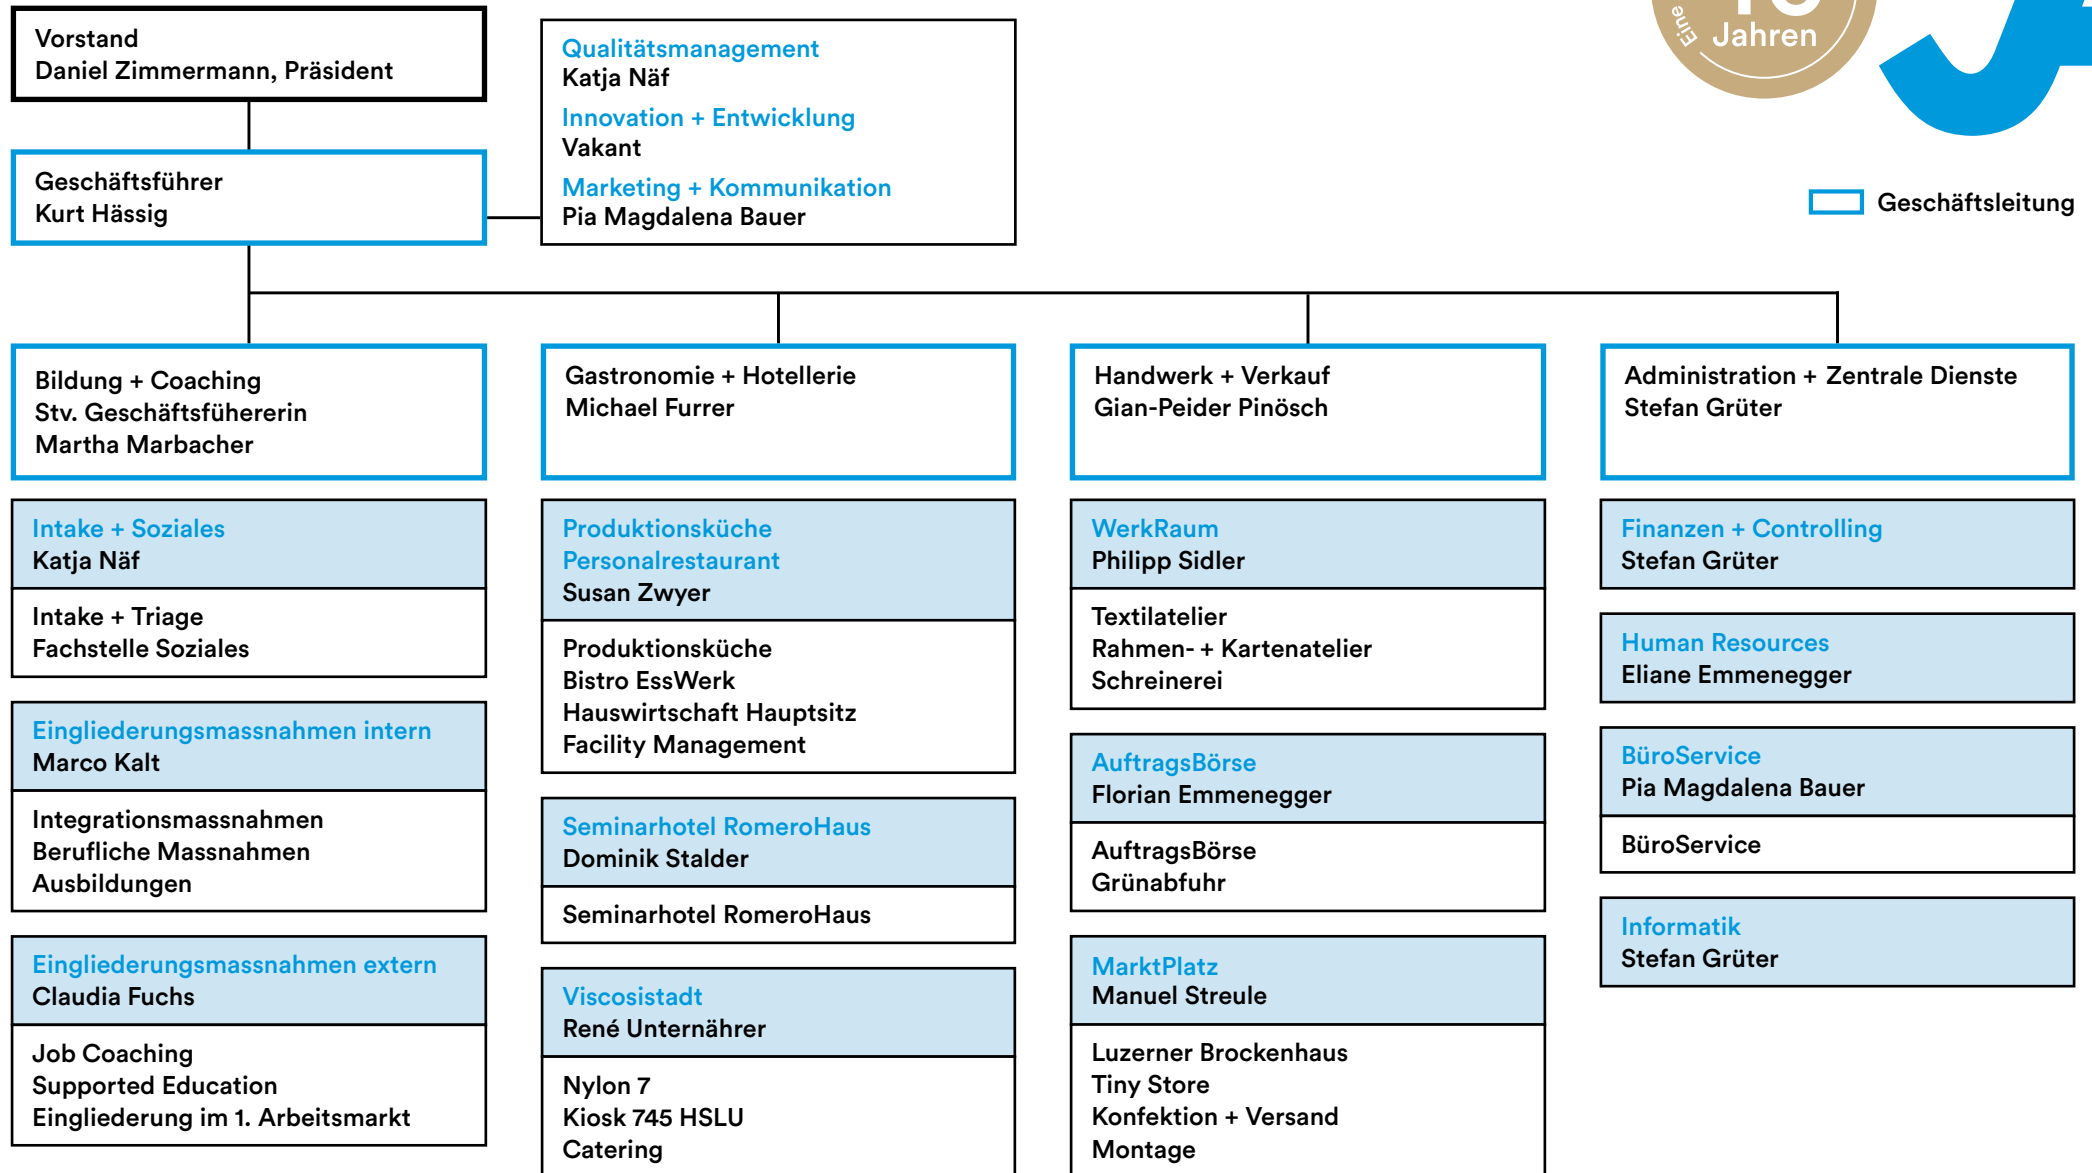 Vorstand
Daniel Zimmermann, Präsident
Geschäftsführer
Kurt Hässig
Qualitätsmanagement
Katja Näf
Innovation + Entwicklung
Vakant
Marketing + Kommunikation
Pia Magdalena Bauer
Eine
Jahren
Geschäftsleitung
Bildung + Coaching
Stv. Geschäftsfühererin
Martha Marbacher
Intake + Soziales
Katja Näf
Intake + Triage
Fachstelle Soziales
Eingliederungsmassnahmen intern
Marco Kalt
Integrationsmassnahmen
Berufliche Massnahmen
Ausbildungen
Eingliederungsmassnahmen extern
Claudia Fuchs
Job Coaching
Supported Education
Eingliederung im 1. Arbeitsmarkt
Gastronomie + Hotellerie
Michael Furrer
Produktionsküche
Personalrestaurant
Susan Zwyer
Produktionsküche
Bistro EssWerk
Hauswirtschaft Hauptsitz
Facility Management
Seminarhotel RomeroHaus
Dominik Stalder
Seminarhotel RomeroHaus
Viscosistadt
René Unternährer
Nylon 7
Kiosk 745 HSLU
Catering
Handwerk + Verkauf
Gian-Peider Pinösch
WerkRaum
Philipp Sidler
Textilatelier
Rahmen- + Kartenatelier
Schreinerei
AuftragsBörse
Florian Emmenegger
AuftragsBörse
Grünabfuhr
MarktPlatz
Manuel Streule
Luzerner Brockenhaus
Tiny Store
Konfektion + Versand
Montage
Administration + Zentrale Dienste
Stefan Grüter
Finanzen + Controlling
Stefan Grüter
Human Resources
Eliane Emmenegger
BüroService
Pia Magdalena Bauer
BüroService
Informatik
Stefan Grüter